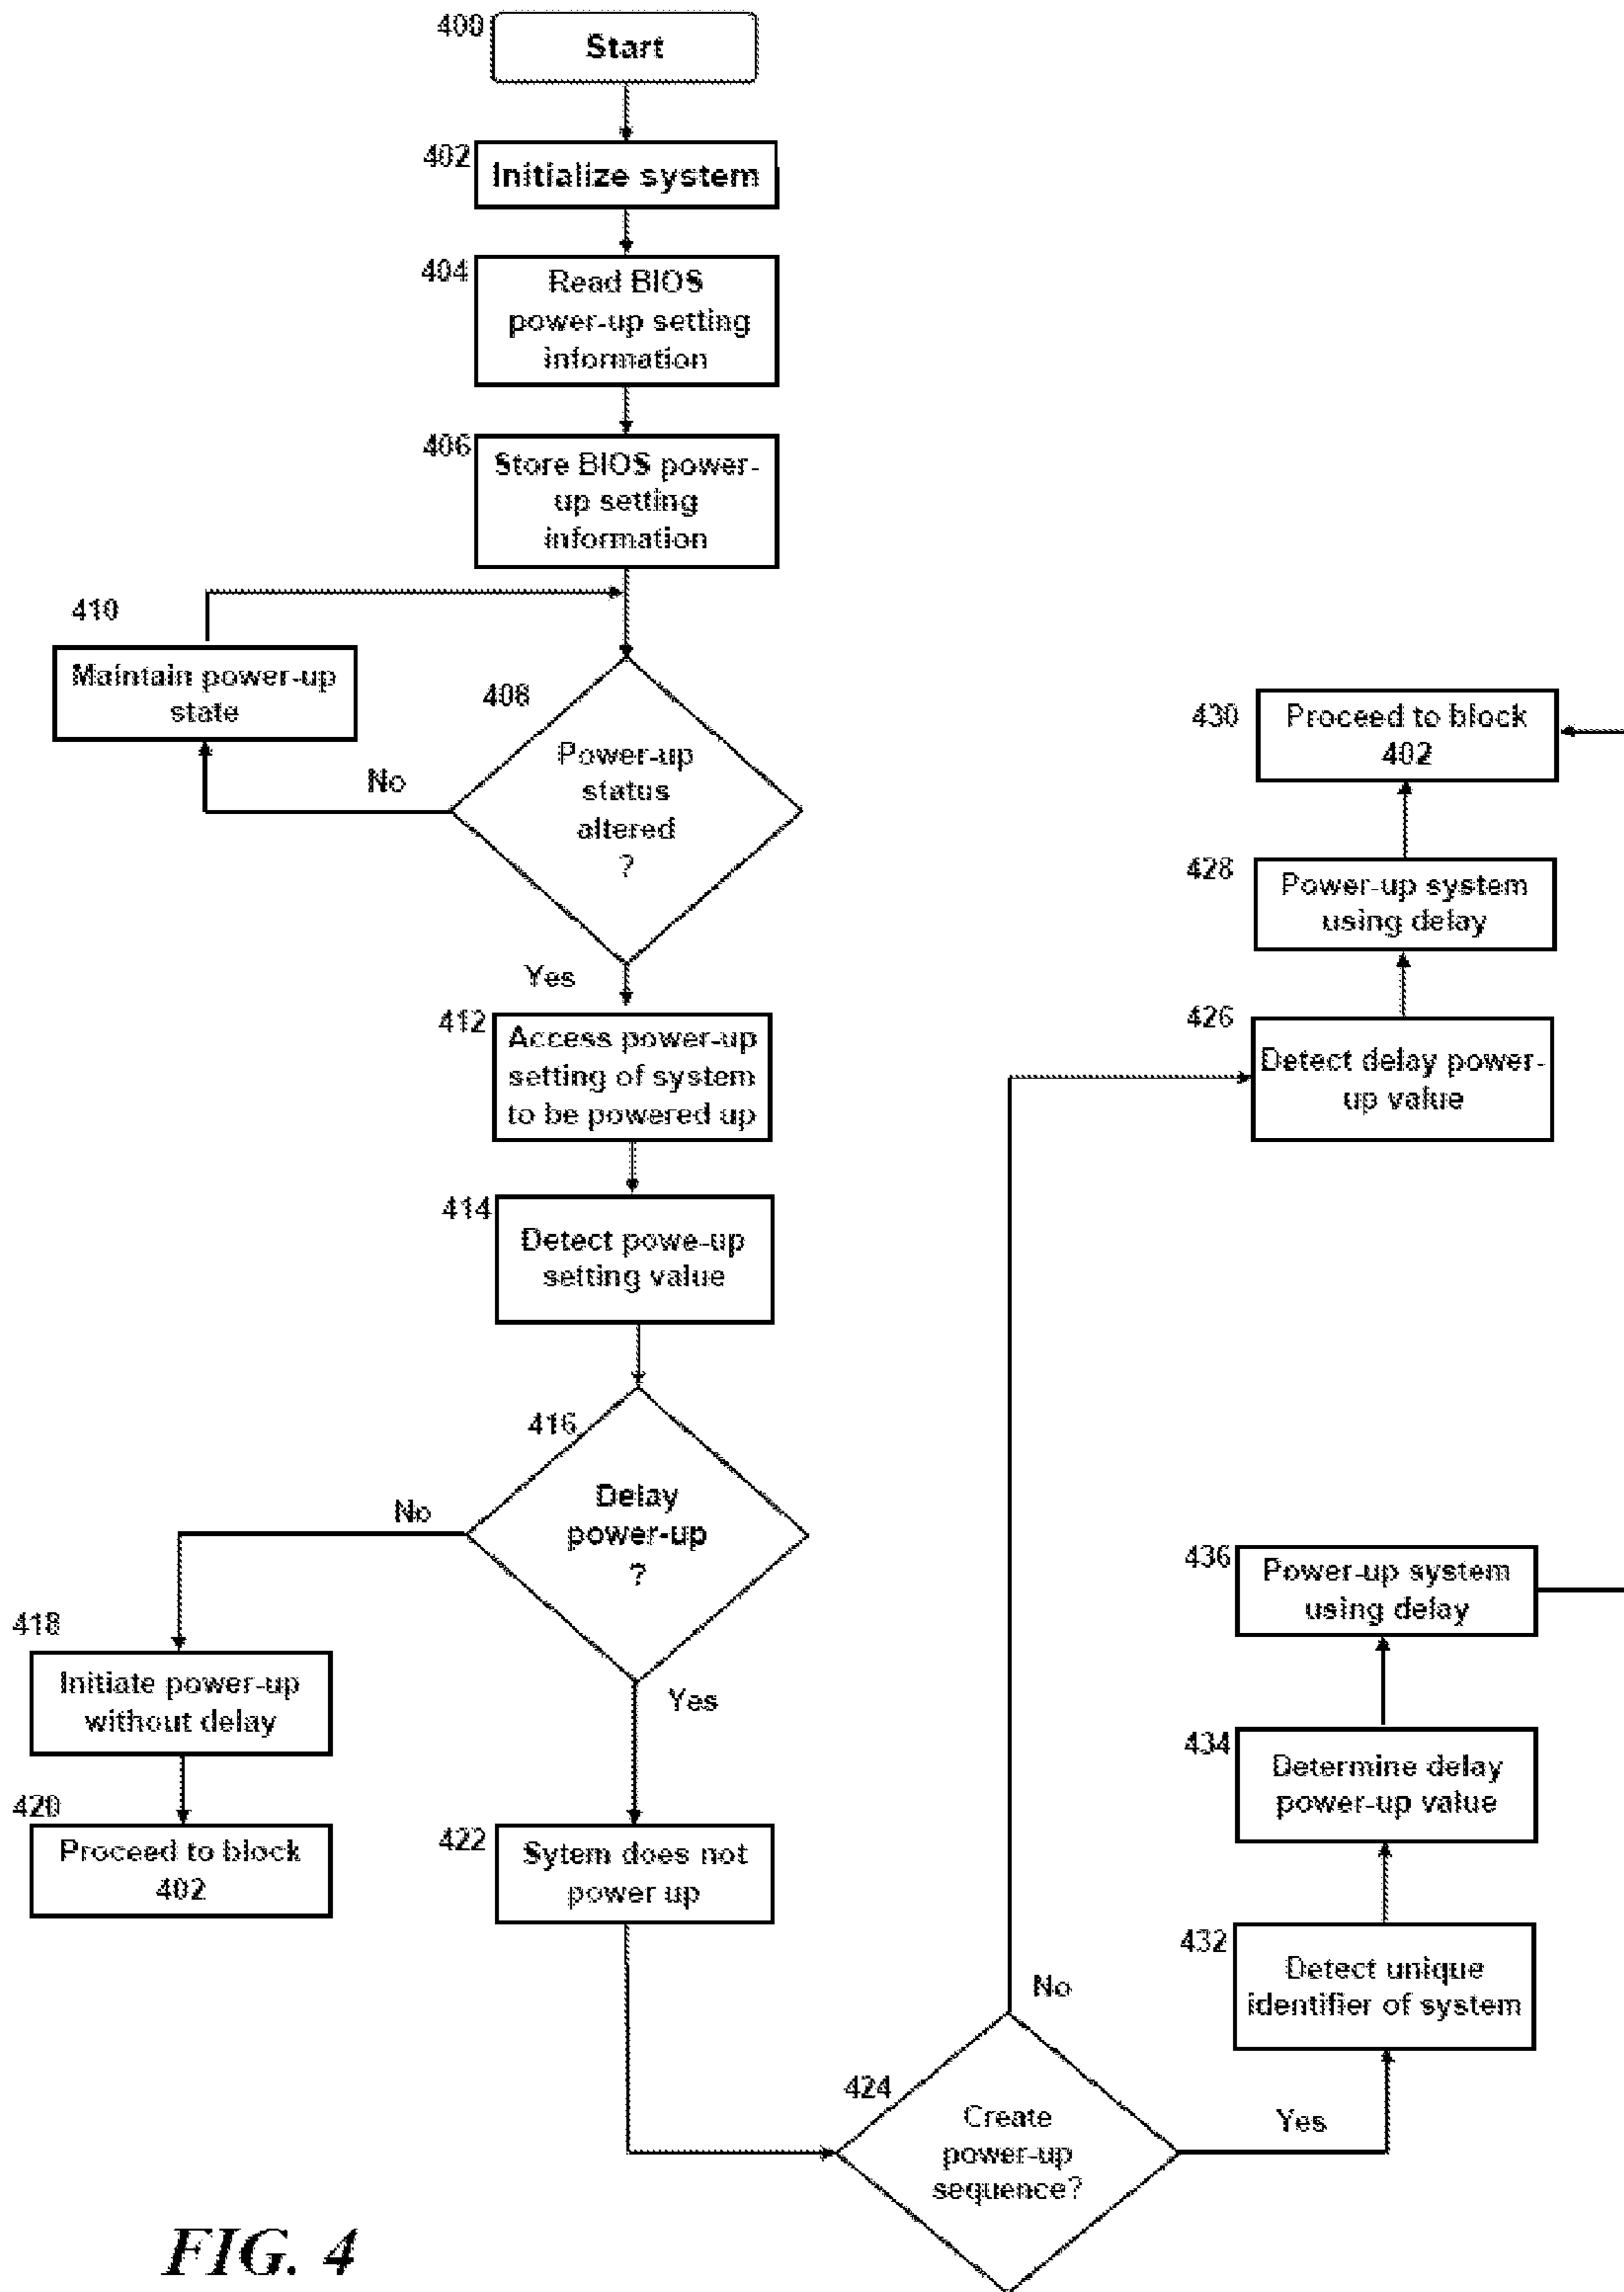 400
Start
402
Initialize system
404
Read BIOS
power-up setting
information
406
Store BIOS power-
up setting
information
410
Maintain power-up
state
408
Power-up
status
altered
?
No
Yes
412
Access power-up
setting of system
to be powered up
414
Detect powe-up
setting value
416
Delay
power-up
?
No
Yes
418
Initiate power-up
without delay
420
Proceed to block
402
422
Sytem does not
power up
424
Create
power-up
sequence?
No
Yes
430
Proceed to block
402
428
Power-up system
using delay
426
Detect delay power-
up value
436
Power-up system
using delay
434
Determine delay
power-up value
432
Detect unique
identifier of system
FIG. 4